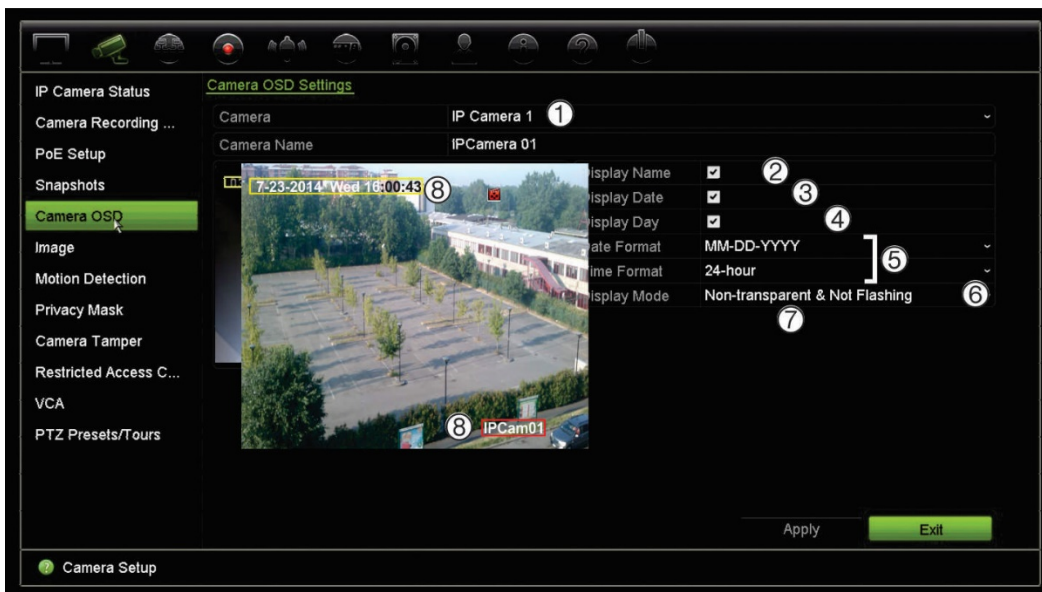 IP Camera Status
Camera Recording ...
PoE Setup
Snapshots
Camera OSD
Image
Motion Detection
Privacy Mask
Camera Tamper
Restricted Access C...
VCA
PTZ Presets/Tours
Camera OSD Settings
Camera IP Camera 1 ①
Camera Name IPCamera 01
7-23-2014 Wed 16:00:43 ⑧
isplay Name ②
isplay Date ③
isplay Day ④
ate Format MM-DD-YYYY
⑤
ime Format 24-hour
isplay Mode Non-transparent & Not Flashing ⑥
⑦
⑧ IPCam01
Apply Exit
Camera Setup